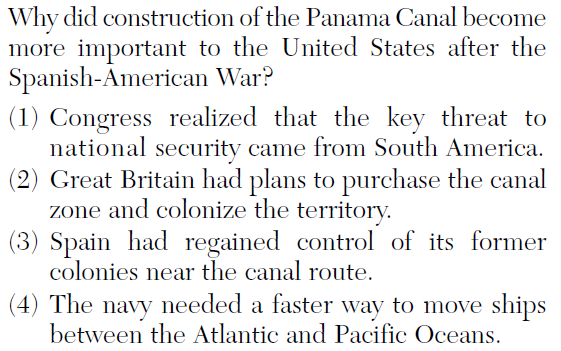 Why did construction of the Panama Canal become
more important to the United States after the
Spanish-American War?
(1) Congress realized that the key threat to
national security came from South America.
(2) Great Britain had plans to purchase the canal
zone and colonize the territory.
(3) Spain had regained control of its former
colonies near the canal route.
(4) The navy needed a faster way to move ships
between the Atlantic and Pacific Oceans.